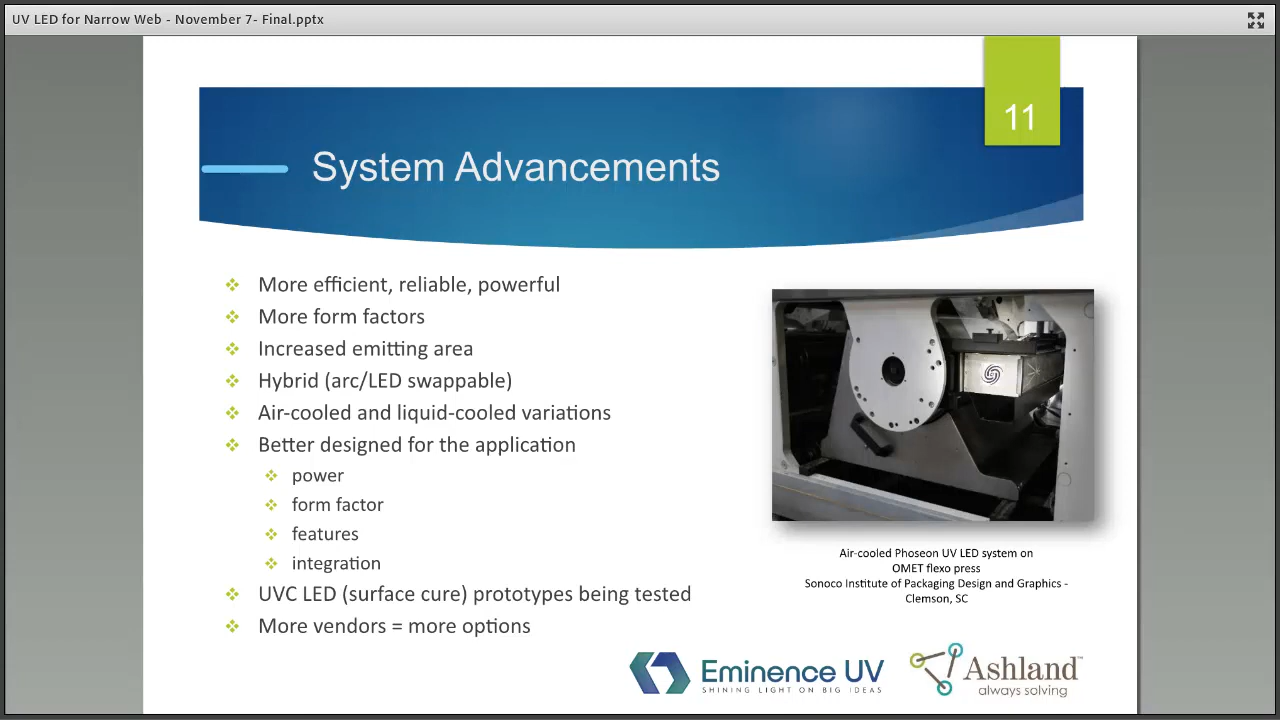 UV LED for Narrow Web - November 7- Final.pptx
11
System Advancements
More efficient, reliable, powerful
More form factors
Increased emitting area
Hybrid (arc/LED swappable)
Air-cooled and liquid-cooled variations
Better designed for the application
power
form factor
features
integration
UVC LED (surface cure) prototypes being tested
More vendors = more options
Air-cooled Phoseon UV LED system on
OMET flexo press
Sonoco Institute of Packaging Design and Graphics -
Clemson, SC
Eminence UV
SHINING LIGHT ON BIG IDEAS
Ashland™
always solving